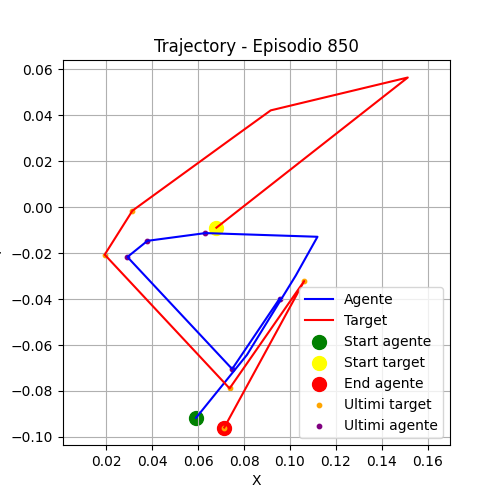 Trajectory - Episodio 850
0.06
0.04
0.02
0.00
−0.02
−0.04
−0.06
−0.08
−0.10
0.02 0.04 0.06 0.08 0.10 0.12 0.14 0.16
X
Agente
Target
Start agente
Start target
End agente
Ultimi target
Ultimi agente